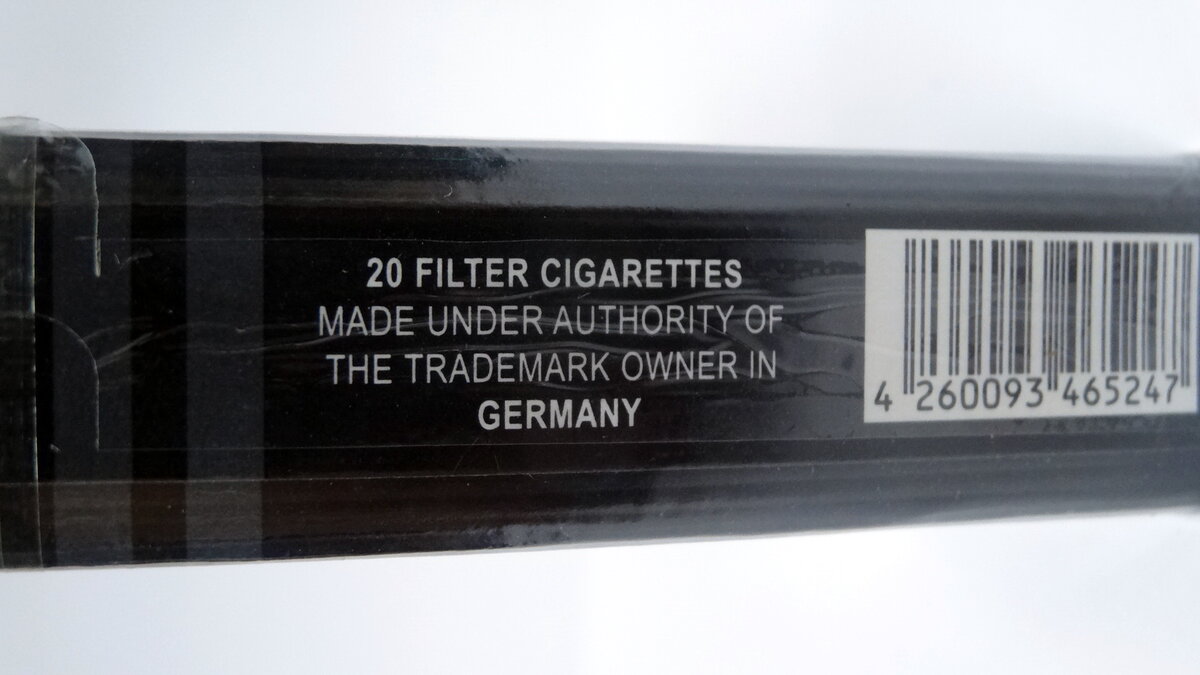 20 FILTER CIGARETTES
MADE UNDER AUTHORITY OF
THE TRADEMARK OWNER IN
GERMANY
4 260093 465247